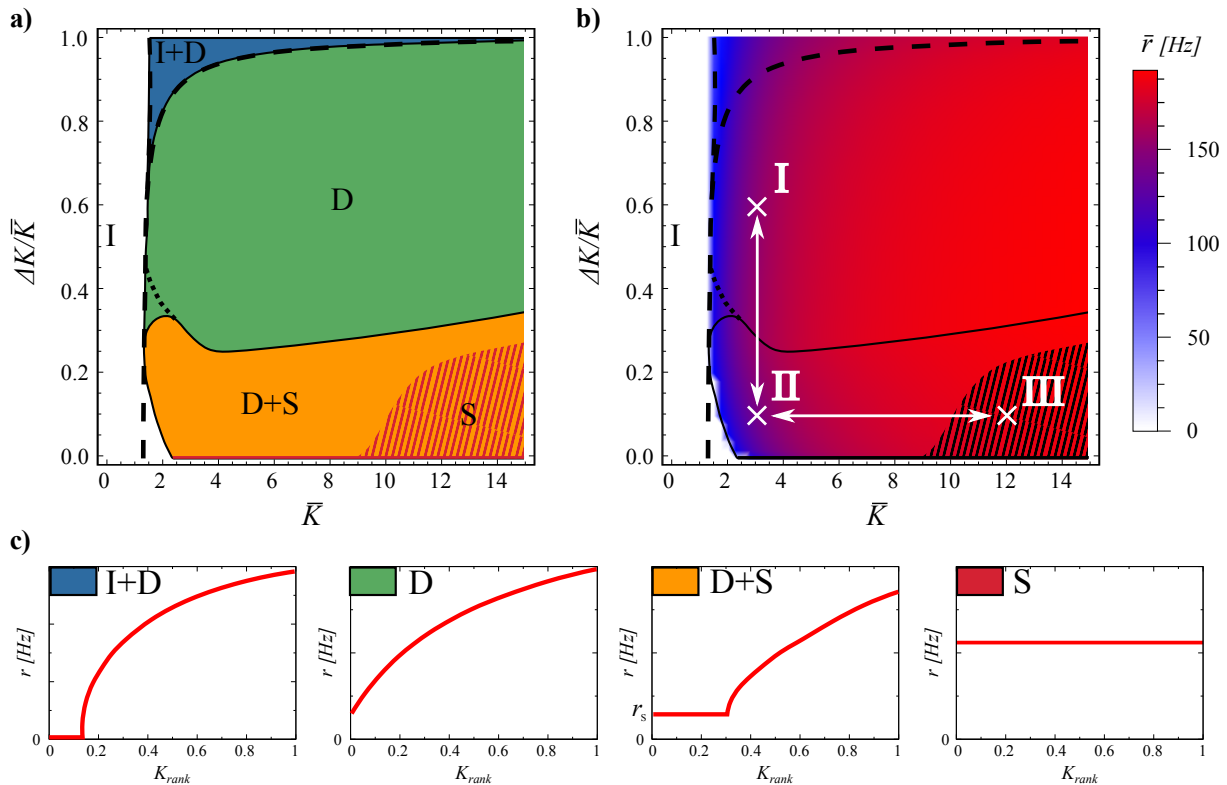 a)
I+D
D
I
D+S
S
1.0
0.8
0.6
0.4
0.2
0.0
ΔK/K̅
0 2 4 6 8 10 12 14
K̅
b)
I
I
II
III
1.0
0.8
0.6
0.4
0.2
0.0
ΔK/K̅
0 2 4 6 8 10 12 14
K̅
r̅ [Hz]
150
100
50
0
c)
I+D
r [Hz]
0
0 0.2 0.4 0.6 0.8 1
K_rank
D
r [Hz]
0
0 0.2 0.4 0.6 0.8 1
K_rank
D+S
r [Hz]
r_s
0
0 0.2 0.4 0.6 0.8 1
K_rank
S
r [Hz]
0
0 0.2 0.4 0.6 0.8 1
K_rank